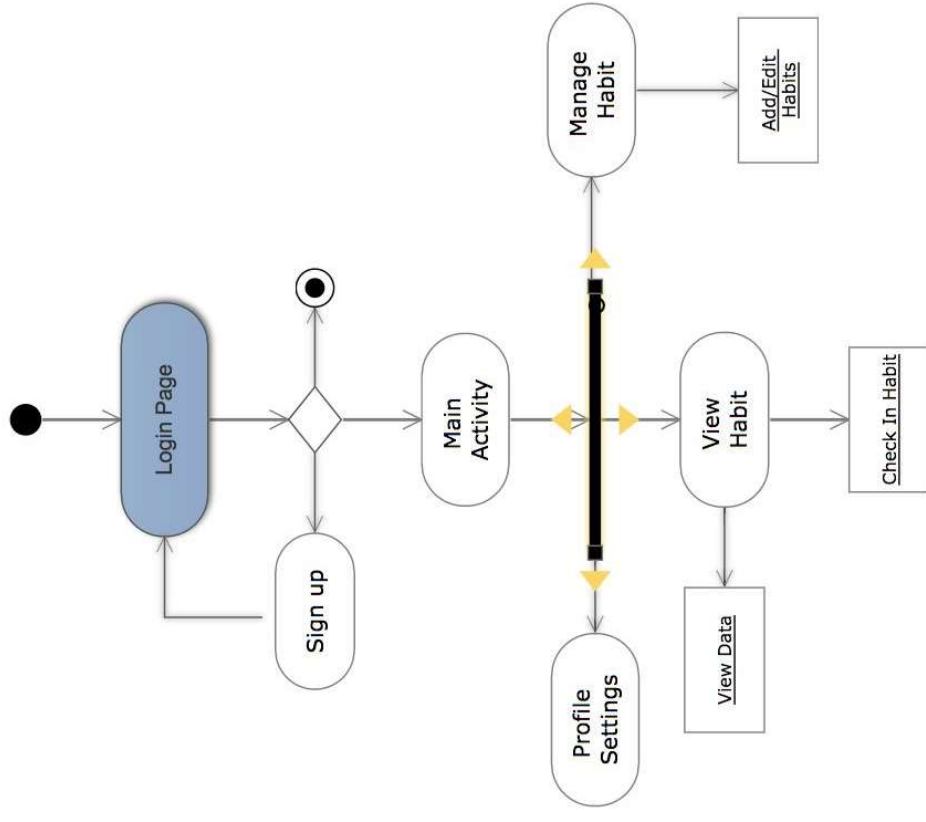 Login Page
Sign up
Main
Activity
Profile
Settings
View
Habit
Manage
Habit
View Data
Check In Habit
Add/Edit
Habits